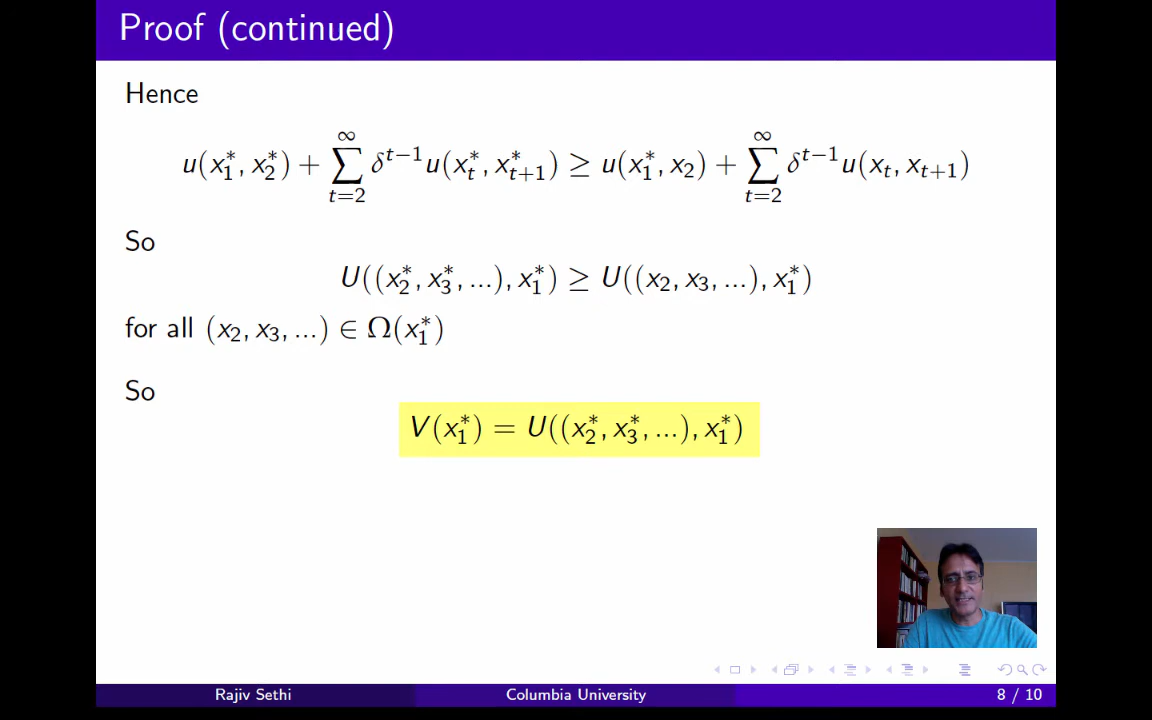 Proof (continued)
Hence
u(x₁*, x₂*) + ∑_{t=2}^{∞} δ^{t−1}u(x_t*, x_{t+1}*) ≥ u(x₁*, x₂) + ∑_{t=2}^{∞} δ^{t−1}u(x_t, x_{t+1})
So
U((x₂*, x₃*, ...), x₁*) ≥ U((x₂, x₃, ...), x₁*)
for all (x₂, x₃, ...) ∈ Ω(x₁*)
So
V(x₁*) = U((x₂*, x₃*, ...), x₁*)
Rajiv Sethi
Columbia University
8 / 10